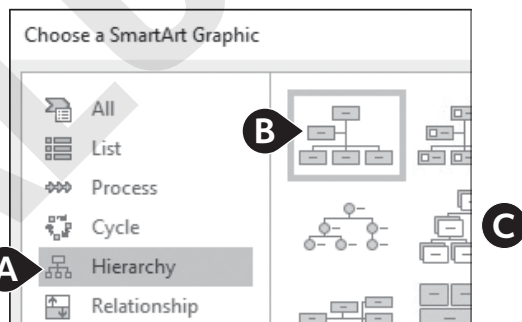 Choose a SmartArt Graphic
All
B
List
Process
Cycle
C
A
Hierarchy
Relationship